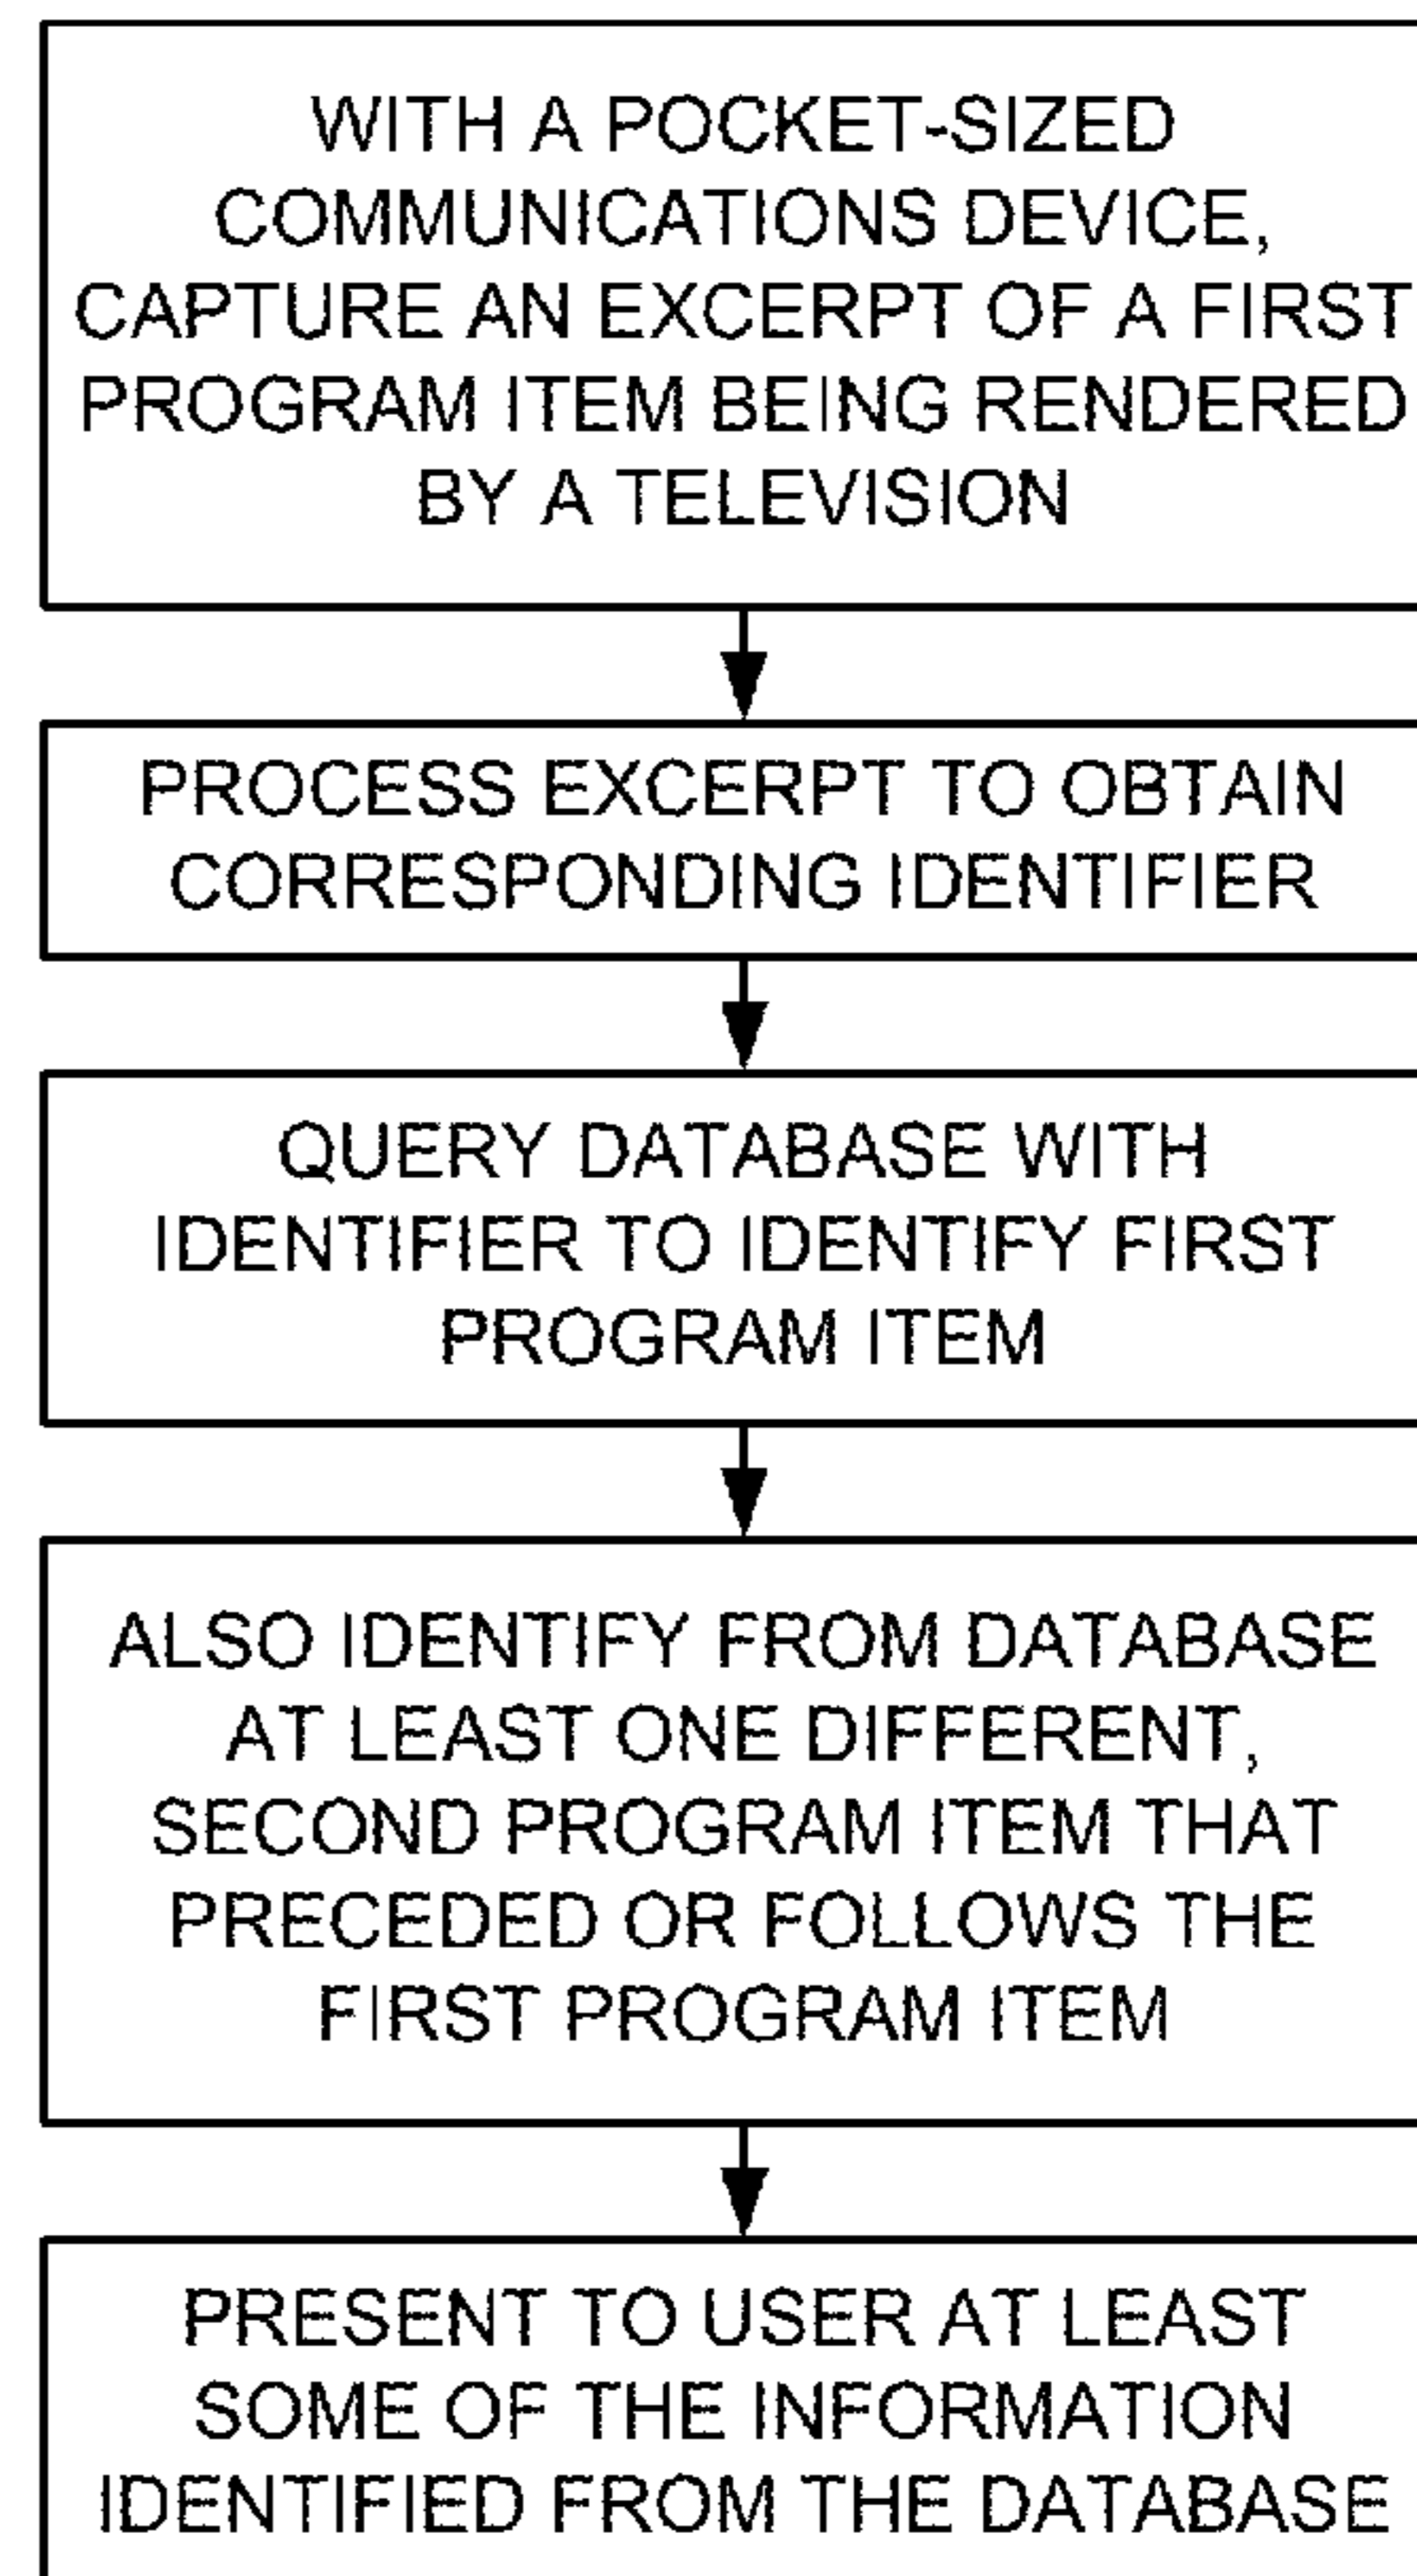 WITH A POCKET-SIZED
COMMUNICATIONS DEVICE,
CAPTURE AN EXCERPT OF A FIRST
PROGRAM ITEM BEING RENDERED
BY A TELEVISION
PROCESS EXCERPT TO OBTAIN
CORRESPONDING IDENTIFIER
QUERY DATABASE WITH
IDENTIFIER TO IDENTIFY FIRST
PROGRAM ITEM
ALSO IDENTIFY FROM DATABASE
AT LEAST ONE DIFFERENT,
SECOND PROGRAM ITEM THAT
PRECEDED OR FOLLOWS THE
FIRST PROGRAM ITEM
PRESENT TO USER AT LEAST
SOME OF THE INFORMATION
IDENTIFIED FROM THE DATABASE